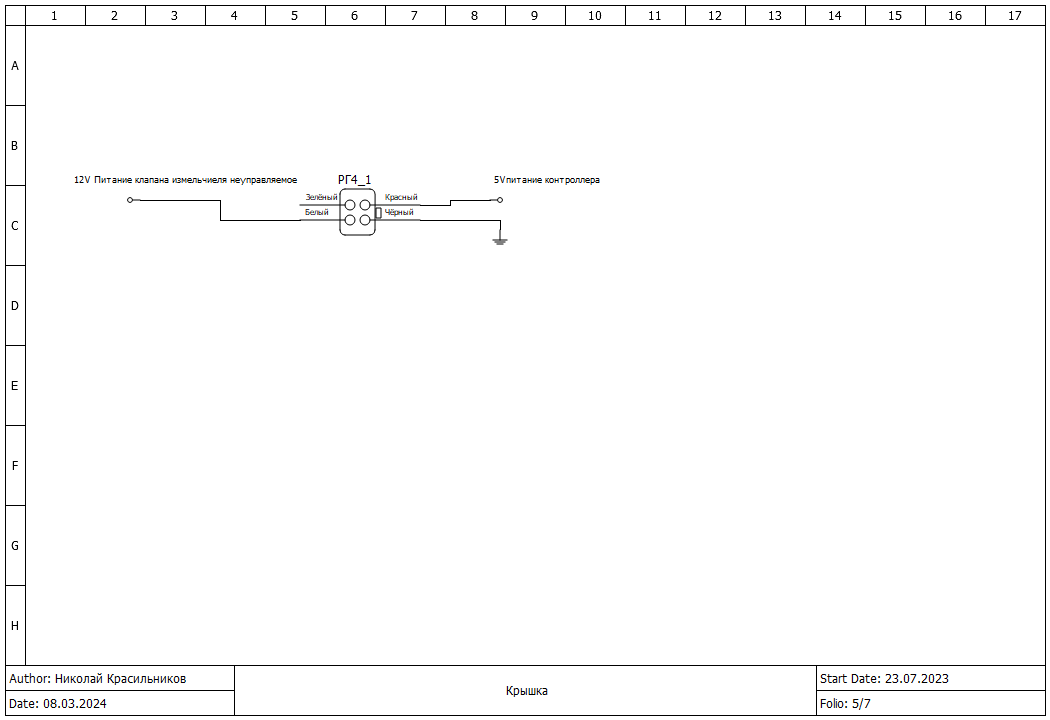 1 2 3 4 5 6 7 8 9 10 11 12 13 14 15 16 17
A
B
12V Питание клапана измельчиеля неуправляемое РГ4_1 5Vпитание контроллера
Зелёный Красный
Белый Чёрный
C
D
E
F
G
H
Author: Николай Красильников Start Date: 23.07.2023
Крышка
Date: 08.03.2024 Folio: 5/7